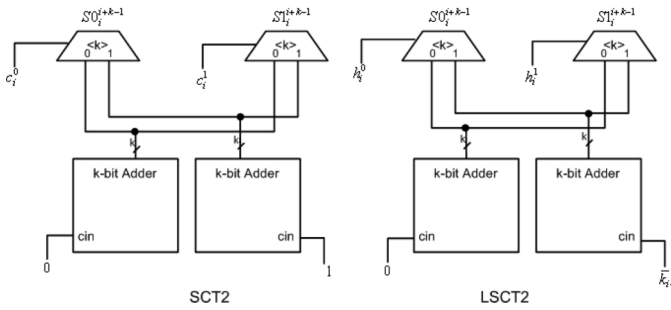 S0_i^{i+k-1} S1_i^{i+k-1} S0_i^{i+k-1} S1_i^{i+k-1}
<k> <k> <k> <k>
0 1 0 1 0 1 0 1
c_i^0 c_i^1 h_i^0 h_i^1
k k k k
k-bit Adder k-bit Adder k-bit Adder k-bit Adder
cin cin cin cin
0 1 0 k̄_i.
SCT2 LSCT2